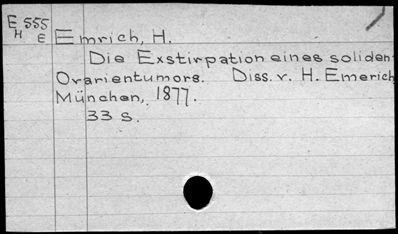 E 555
H E Emrich, H.
Die Exstirpation eines soliden
Ovarientumors. Diss. v. H. Emerich
München, 1877.
33 S.